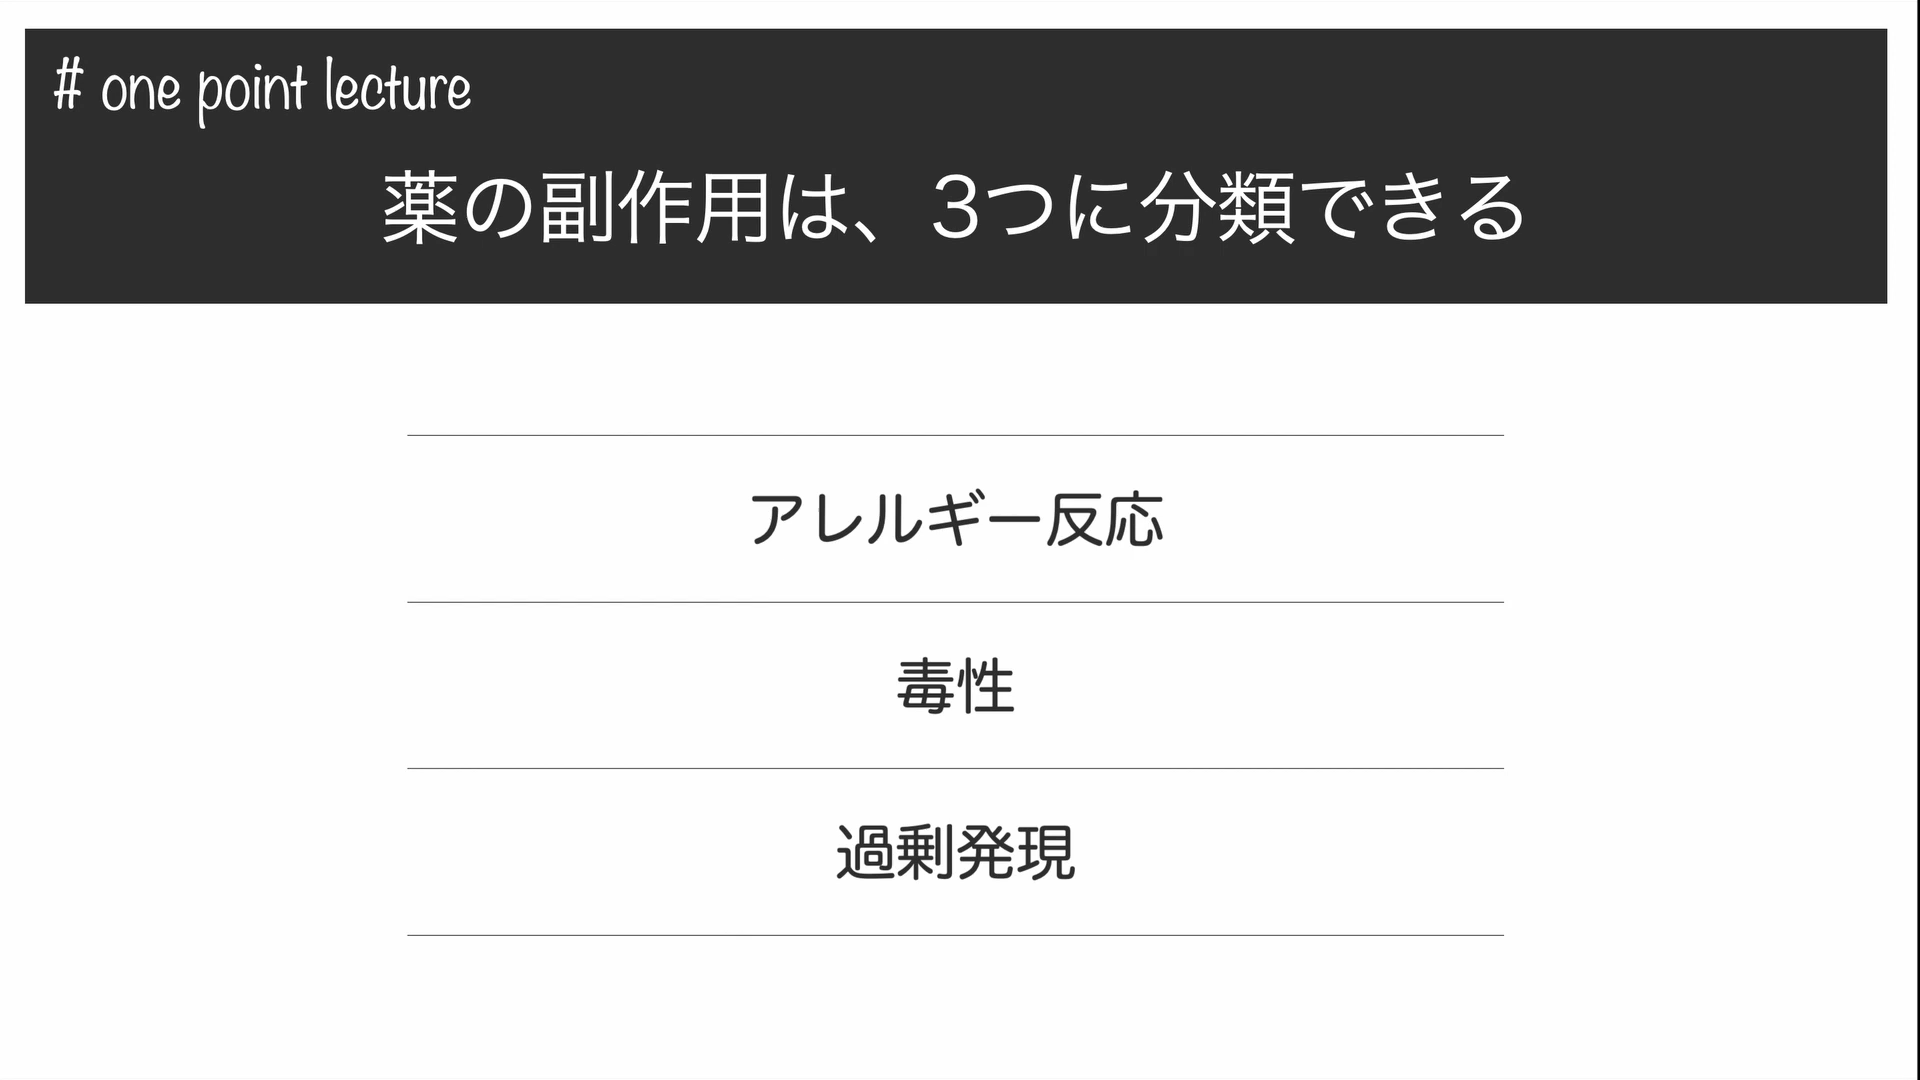 # one point lecture
薬の副作用は、3つに分類できる
アレルギー反応
毒性
過剰発現